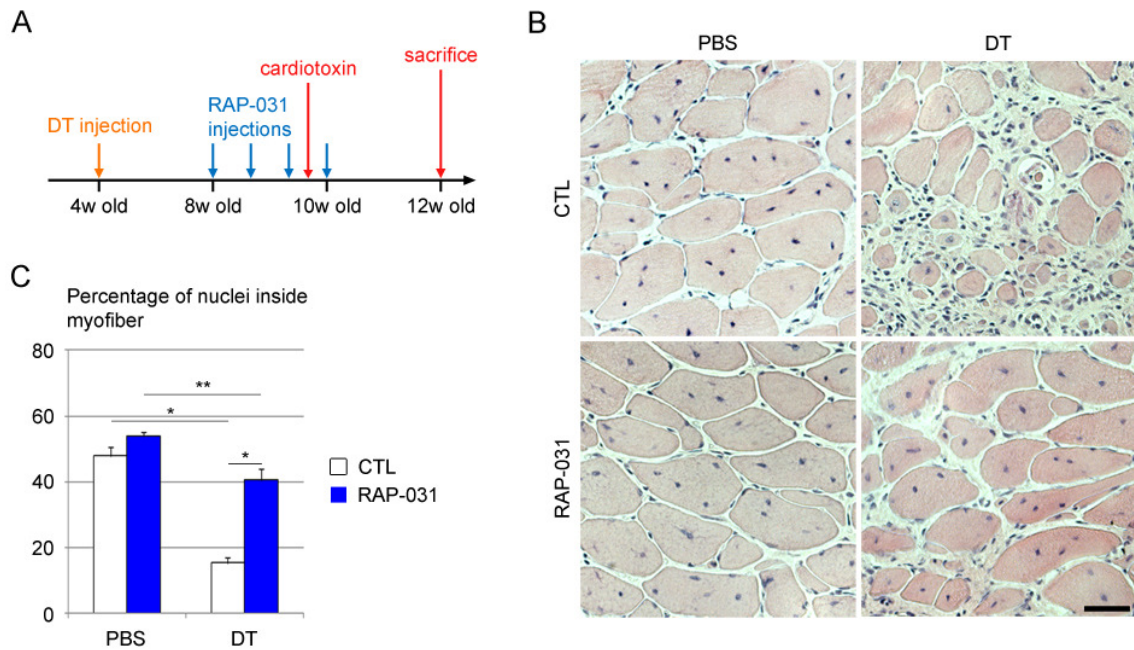 A
cardiotoxin
sacrifice
DT injection
RAP-031
injections
4w old
8w old
10w old
12w old
B
PBS
DT
CTL
RAP-031
C
Percentage of nuclei inside
myofiber
80
60
40
20
0
**
*
*
CTL
RAP-031
PBS
DT